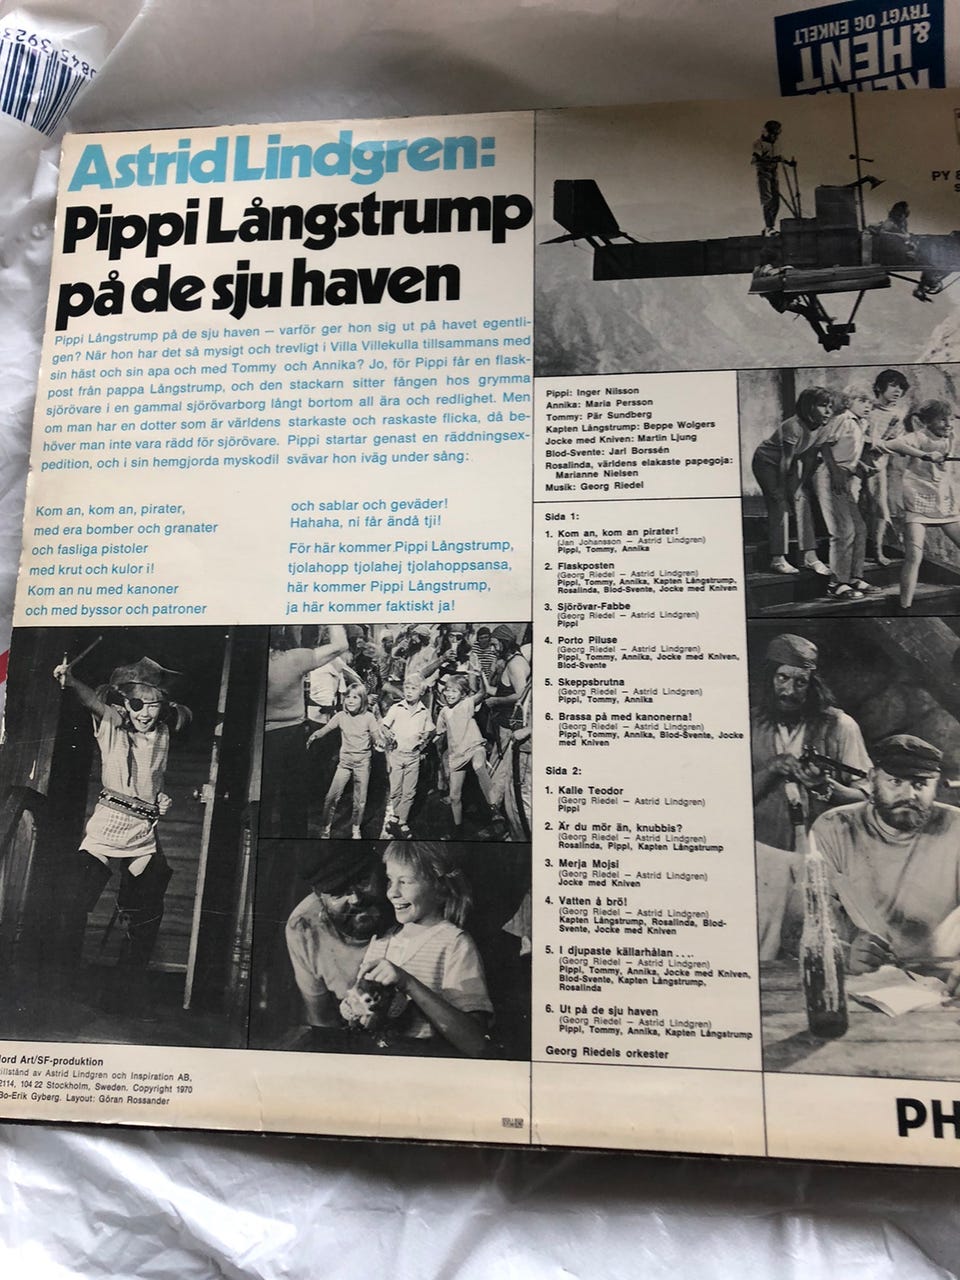 08453923
& HENT
TRYGT OG ENKELT
Astrid Lindgren:
Pippi Långstrump
på de sju haven
Pippi Långstrump på de sju haven — varför ger hon sig ut på havet egentli-
gen? När hon har det så mysigt och trevligt i Villa Villekulla tillsammans med
sin häst och sin apa och med Tommy och Annika? Jo, för Pippi får en flask-
post från pappa Långstrump, och den stackarn sitter fången hos grymma
sjörövare i en gammal sjörövarborg långt bortom all ära och redlighet. Men
om man har en dotter som är världens starkaste och raskaste flicka, då be-
höver man inte vara rädd för sjörövare. Pippi startar genast en räddningsex-
pedition, och i sin hemgjorda myskodil svävar hon iväg under sång:
Kom an, kom an, pirater,
med era bomber och granater
och fasliga pistoler
med krut och kulor i!
Kom an nu med kanoner
och med byssor och patroner
och sablar och geväder!
Hahaha, ni får ändå tji!
För här kommer Pippi Långstrump,
tjolahopp tjolahej tjolahoppsansa,
här kommer Pippi Långstrump,
ja här kommer faktiskt ja!
PY
Pippi: Inger Nilsson
Annika: Maria Persson
Tommy: Pär Sundberg
Kapten Långstrump: Beppe Wolgers
Jocke med Kniven: Martin Ljung
Blod-Svente: Jarl Borssén
Rosalinda, världens elakaste papegoja:
Marianne Nielsen
Musik: Georg Riedel
Sida 1:
1. Kom an, kom an pirater!
(Jan Johansson — Astrid Lindgren)
Pippi, Tommy, Annika
2. Flaskposten
(Georg Riedel — Astrid Lindgren)
Pippi, Tommy, Annika, Kapten Långstrump,
Rosalinda, Blod-Svente, Jocke med Kniven
3. Sjörövar-Fabbe
(Georg Riedel — Astrid Lindgren)
Pippi
4. Porto Piluse
(Georg Riedel — Astrid Lindgren)
Pippi, Tommy, Annika, Jocke med Kniven,
Blod-Svente
5. Skeppsbrutna
(Georg Riedel — Astrid Lindgren)
Pippi, Tommy, Annika
6. Brassa på med kanonerna!
(Georg Riedel — Astrid Lindgren)
Pippi, Tommy, Annika, Blod-Svente, Jocke
med Kniven
Sida 2:
1. Kalle Teodor
(Georg Riedel — Astrid Lindgren)
Pippi
2. Är du mör än, knubbis?
(Georg Riedel — Astrid Lindgren)
Rosalinda, Pippi, Kapten Långstrump
3. Merja Mojsi
(Georg Riedel — Astrid Lindgren)
Jocke med Kniven
4. Vatten å brö!
(Georg Riedel — Astrid Lindgren)
Kapten Långstrump, Rosalinda, Blod-
Svente, Jocke med Kniven
5. I djupaste källarhålan ....
(Georg Riedel — Astrid Lindgren)
Pippi, Tommy, Annika, Jocke med Kniven,
Blod-Svente, Kapten Långstrump,
Rosalinda
6. Ut på de sju haven
(Georg Riedel — Astrid Lindgren)
Pippi, Tommy, Annika, Kapten Långstrump
Georg Riedels orkester
Nord Art/SF-produktion
tillstånd av Astrid Lindgren och Inspiration AB,
2114, 104 22 Stockholm, Sweden. Copyright 1970
Bo-Erik Gyberg. Layout: Göran Rossander
PH